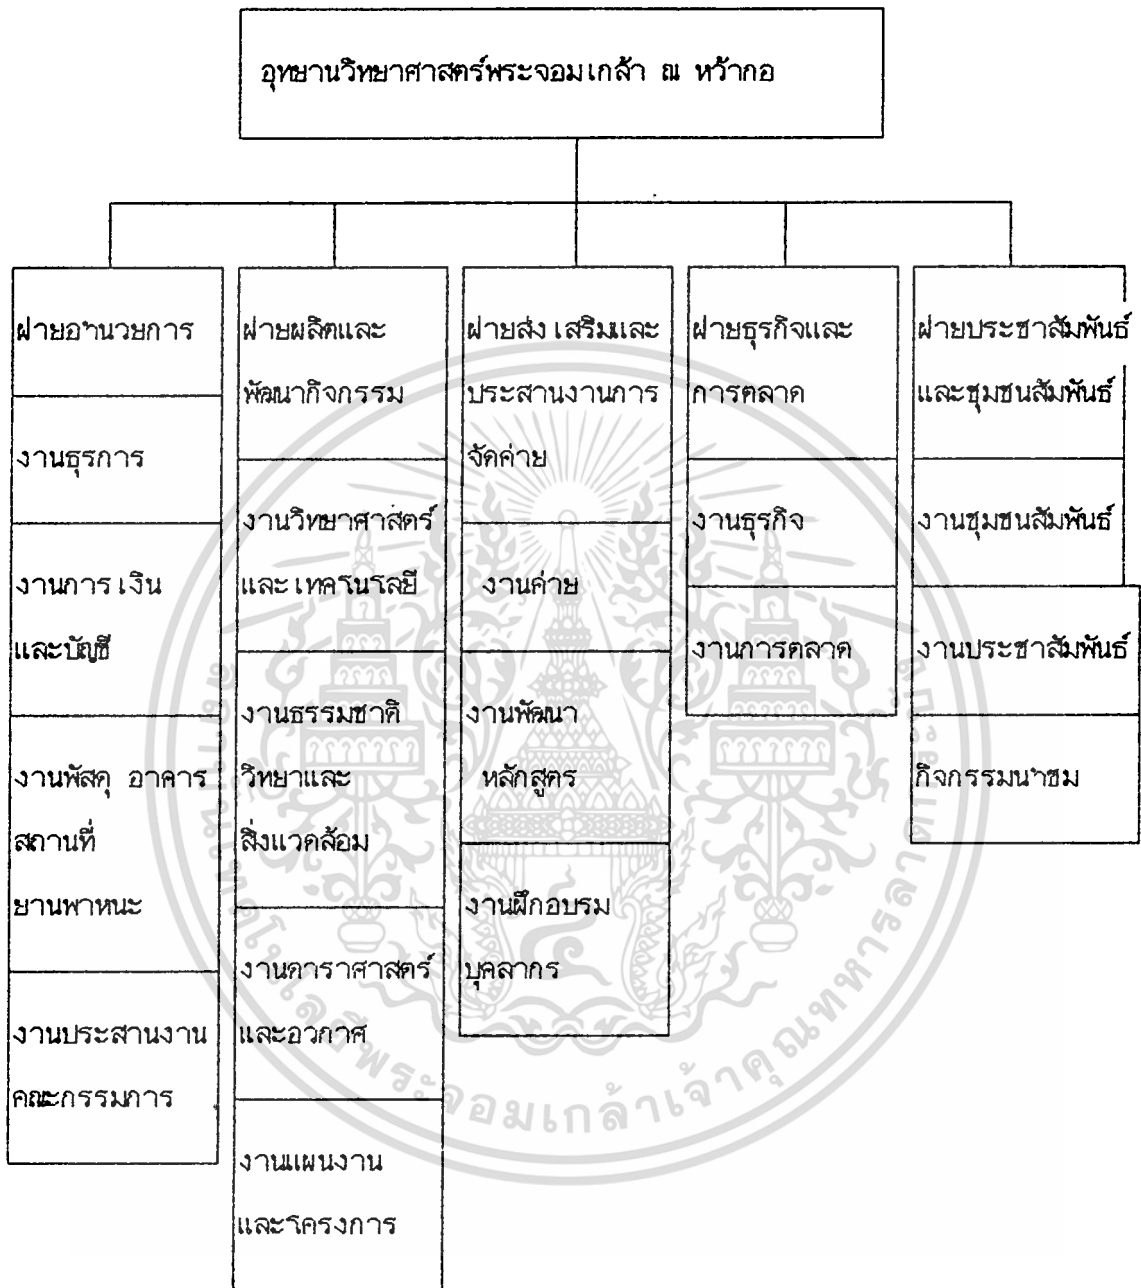 อุทยานวิทยาศาสตร์พระจอมเกล้า ณ หว้ากอ
ฝ่ายอำนวยการ
งานธุรการ
งานการเงิน
และบัญชี
งานพัสดุ อาคาร
สถานที่
ยานพาหนะ
งานประสานงาน
คณะกรรมการ
ฝ่ายผลิตและ
พัฒนากิจกรรม
งานวิทยาศาสตร์
และเทคโนโลยี
งานธรรมชาติ
วิทยาและ
สิ่งแวดล้อม
งานดาราศาสตร์
และอวกาศ
งานแผนงาน
และโครงการ
ฝ่ายส่งเสริมและ
ประสานงานการ
จัดค่าย
งานค่าย
งานพัฒนา
หลักสูตร
งานฝึกอบรม
บุคลากร
ฝ่ายธุรกิจและ
การตลาด
งานธุรกิจ
งานการตลาด
ฝ่ายประชาสัมพันธ์
และชุมชนสัมพันธ์
งานชุมชนสัมพันธ์
งานประชาสัมพันธ์
กิจกรรมนำชม